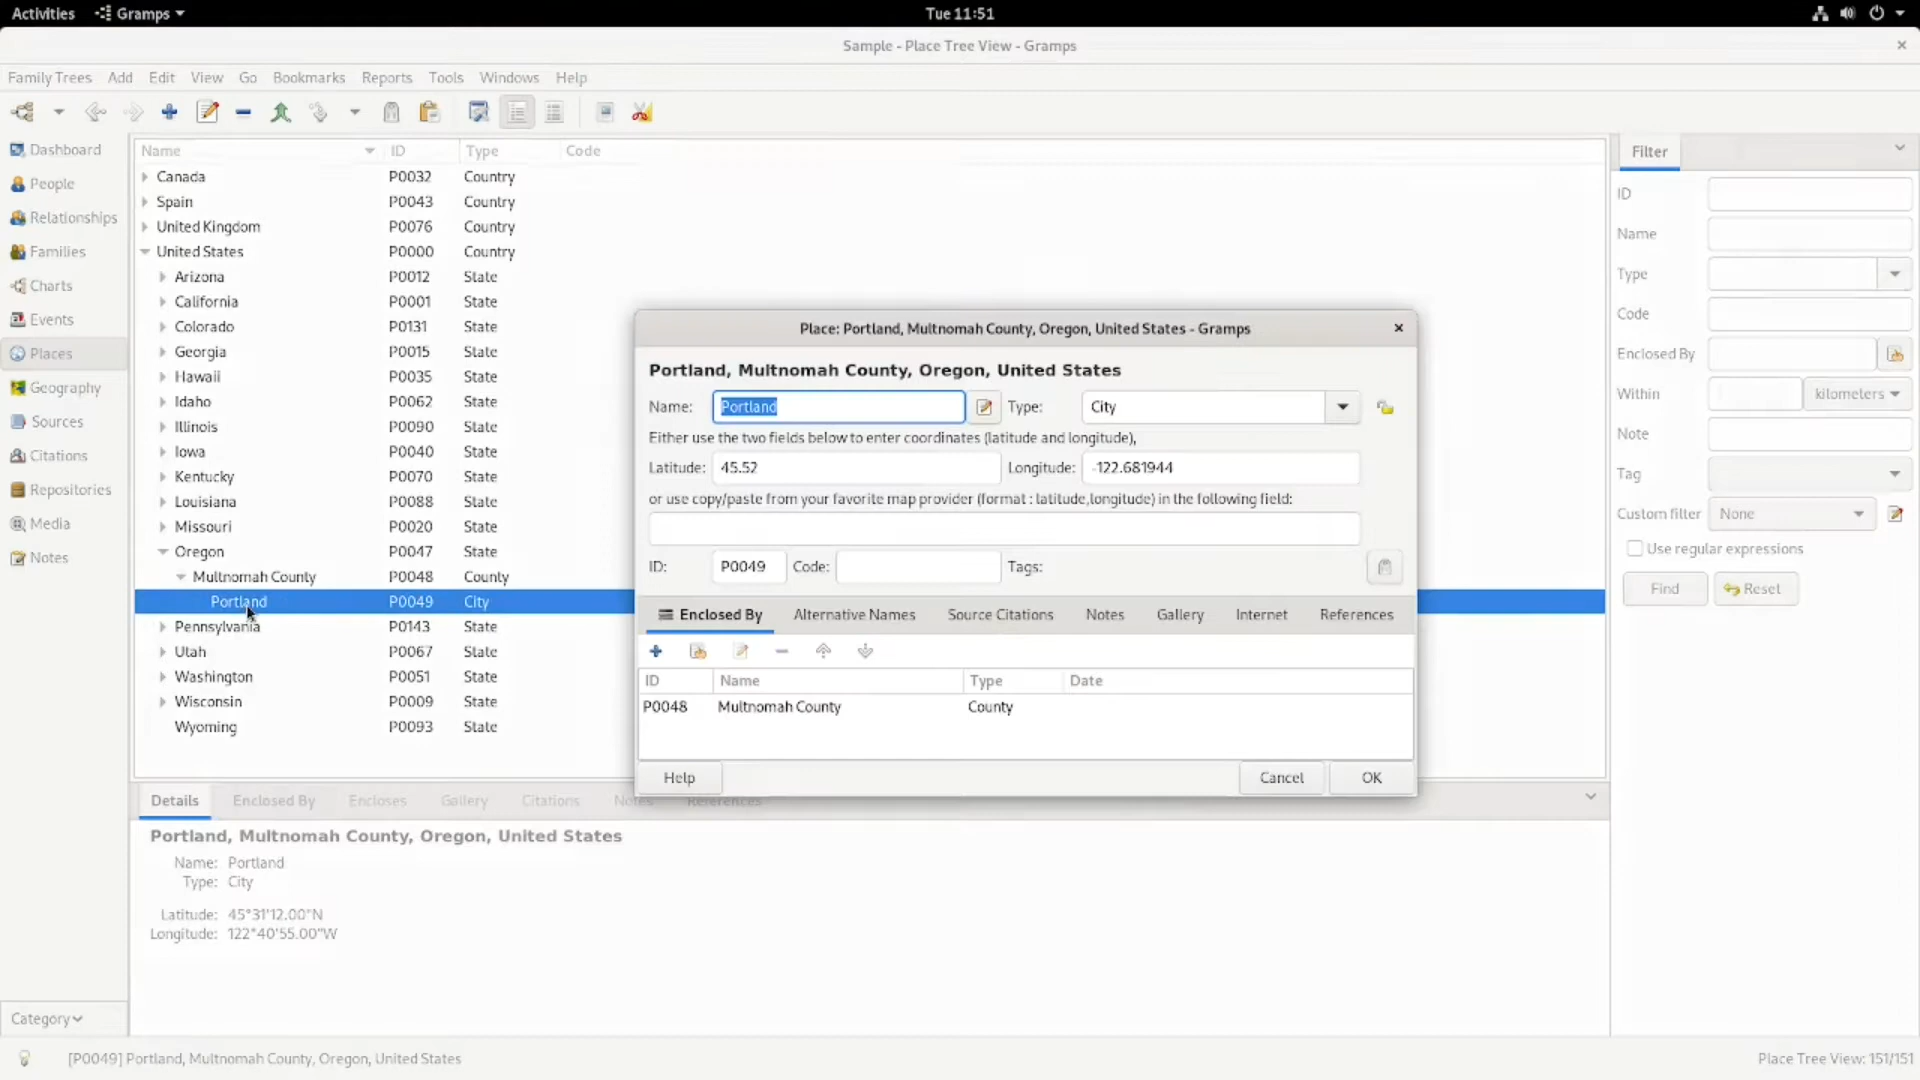 Activities Gramps Tue 11:51
Sample - Place Tree View - Gramps
Family Trees Add Edit View Go Bookmarks Reports Tools Windows Help
Dashboard
People
Relationships
Families
Charts
Events
Places
Geography
Sources
Citations
Repositories
Media
Notes
Category
Name ID Type Code
Canada P0032 Country
Spain P0043 Country
United Kingdom P0076 Country
United States P0000 Country
Arizona P0012 State
California P0001 State
Colorado P0131 State
Georgia P0015 State
Hawaii P0035 State
Idaho P0062 State
Illinois P0090 State
Iowa P0040 State
Kentucky P0070 State
Louisiana P0088 State
Missouri P0020 State
Oregon P0047 State
Multnomah County P0048 County
Portland P0049 City
Pennsylvania P0143 State
Utah P0067 State
Washington P0051 State
Wisconsin P0009 State
Wyoming P0093 State
Place: Portland, Multnomah County, Oregon, United States - Gramps
Portland, Multnomah County, Oregon, United States
Name: Portland Type: City
Either use the two fields below to enter coordinates (latitude and longitude),
Latitude: 45.52 Longitude: -122.681944
or use copy/paste from your favorite map provider (format : latitude,longitude) in the following field:
ID: P0049 Code: Tags:
Enclosed By Alternative Names Source Citations Notes Gallery Internet References
ID Name Type Date
P0048 Multnomah County County
Help Cancel OK
Filter
ID
Name
Type
Code
Enclosed By
Within kilometers
Note
Tag
Custom filter None
Use regular expressions
Find Reset
Details Enclosed By Encloses Gallery Citations Notes References
Portland, Multnomah County, Oregon, United States
Name: Portland
Type: City
Latitude: 45°31'12.00"N
Longitude: 122°40'55.00"W
[P0049] Portland, Multnomah County, Oregon, United States
Place Tree View: 151/151